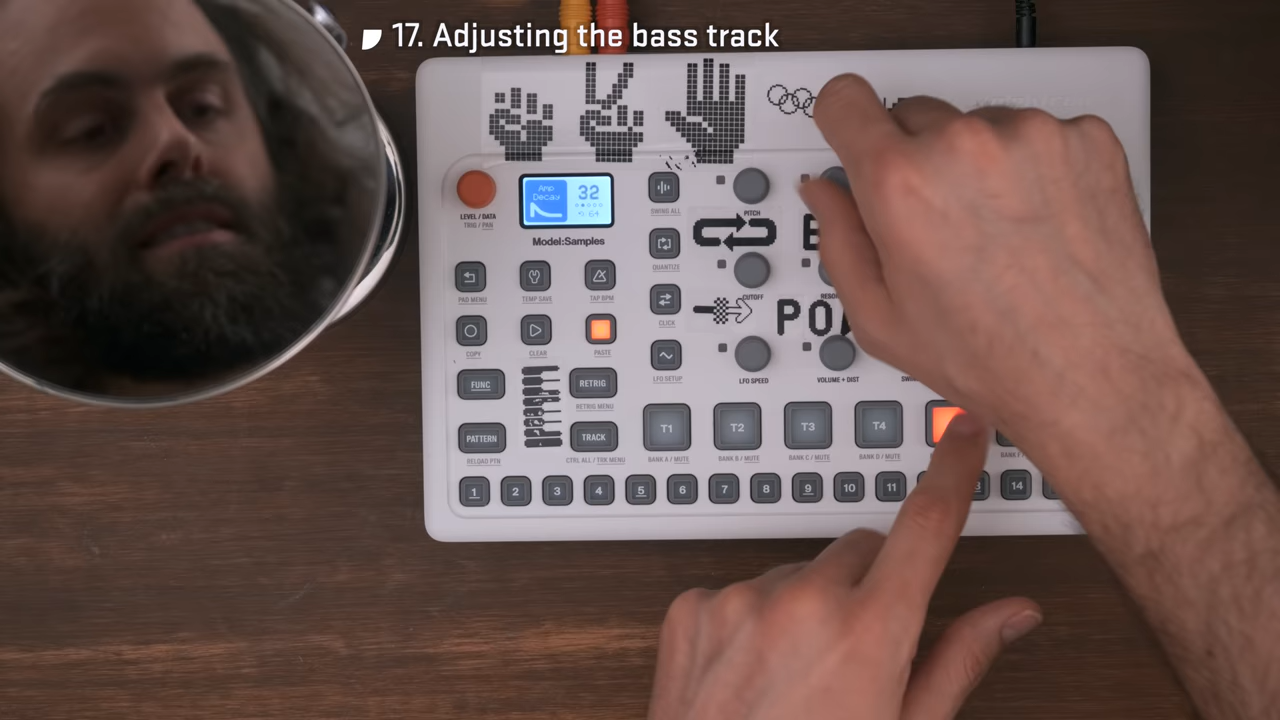 17. Adjusting the bass track
Amp
Decay
32
64
LEVEL / DATA
TRIG / PAN
Model:Samples
SWING ALL
PITCH
PAD MENU
TEMP SAVE
TAP BPM
QUANTIZE
CUTOFF
COPY
CLEAR
PASTE
CLICK
PO
FUNC
RETRIG
RETRIG MENU
LFO SETUP
LFO SPEED
VOLUME + DIST
PATTERN
RELOAD PTN
TRACK
CTRL ALL / TRK MENU
T1
T2
T3
T4
BANK A / MUTE
BANK B / MUTE
BANK C / MUTE
BANK D / MUTE
1 2 3 4 5 6 7 8 9 10 11 14